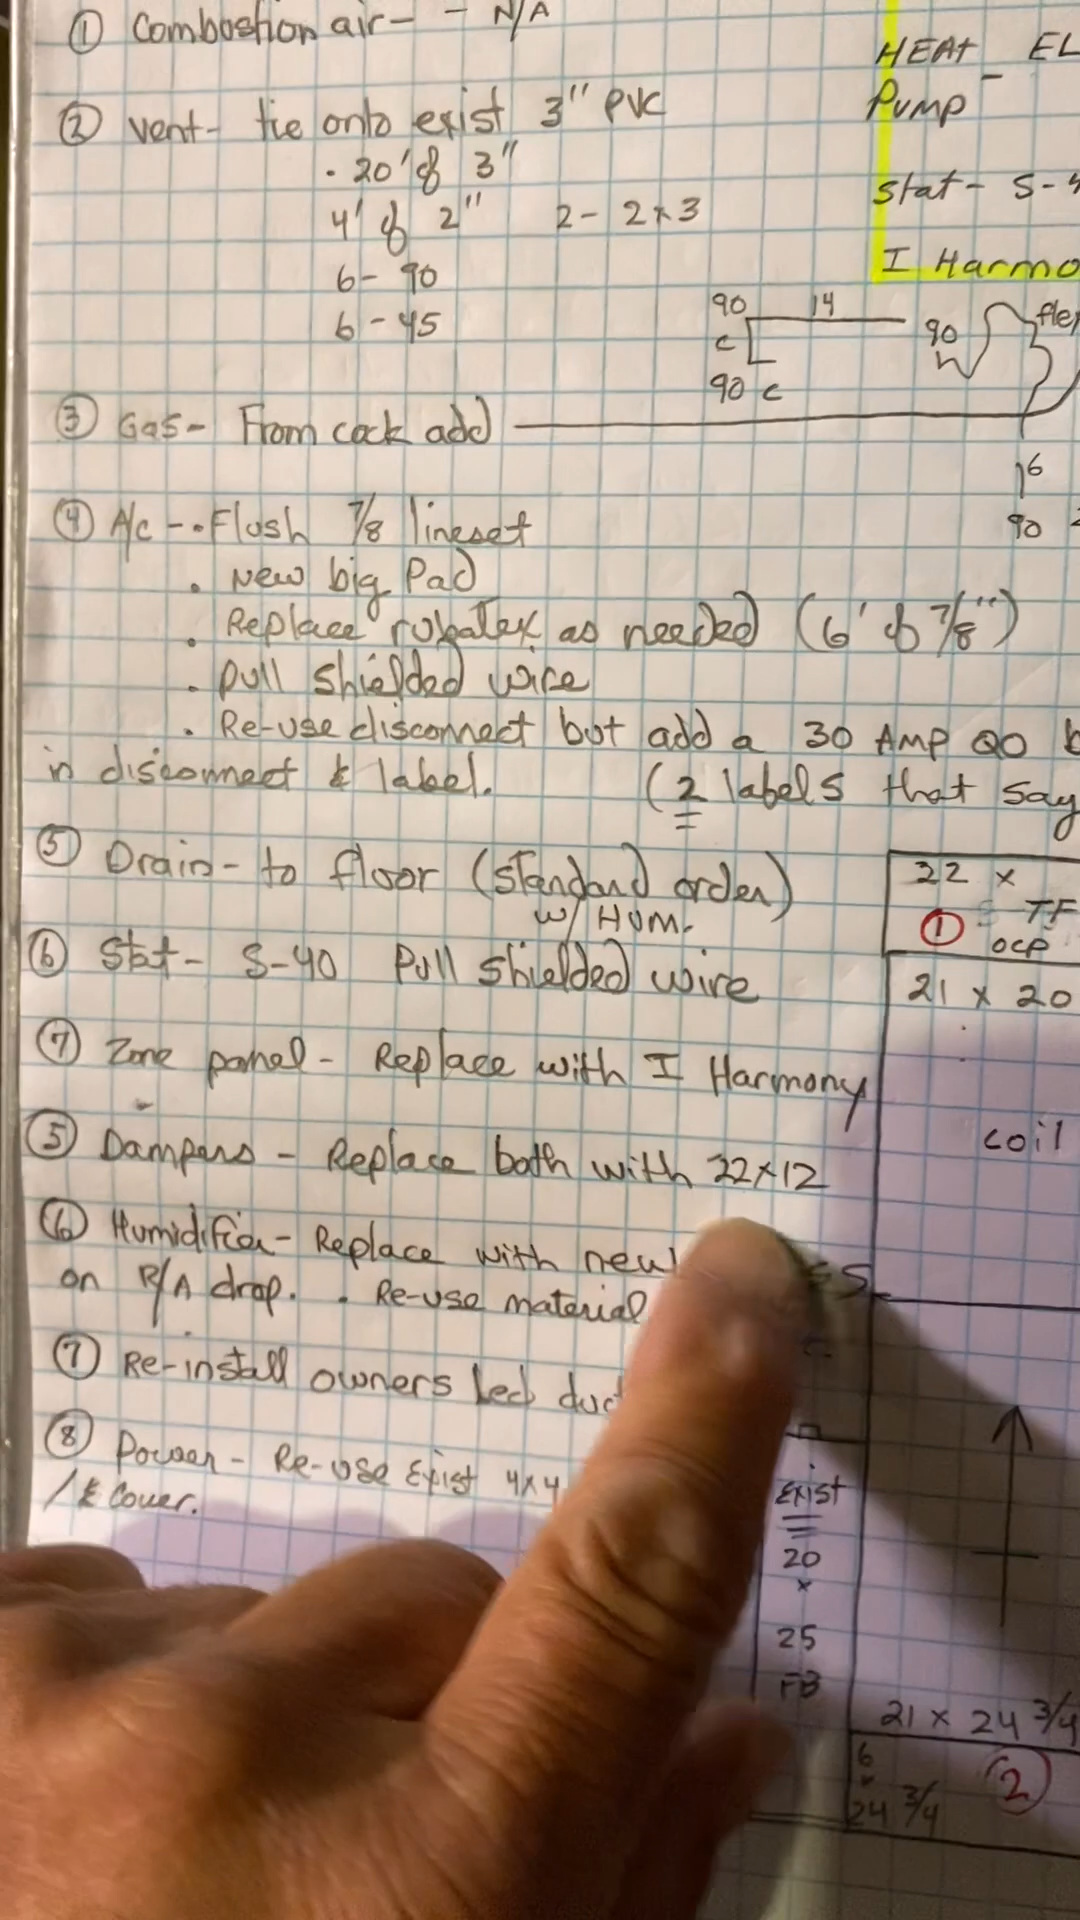 ① Combostion air - - N/A
HEAT - EL
PUMP
② Vent - tie onto exist 3" PVC
· 20' of 3"
4' of 2" 2 - 2x3
Stat - S-4
6 - 90
I Harmo
6 - 45
90 14
90 flex
c
90 c
③ Gas - From cock add
16
90
④ A/C - · Flush 7/8 lineset
· New big Pad
· Replace rubatex as needed (6' of 7/8")
· Pull shielded wire
· Re-use disconnect but add a 30 AMP QO b
in disconnect & label. (2 labels that say
⑤ Drain - to floor (standard order)
w/ HUM.
22 x
① TF
OCP
⑥ Stat - S-40 Pull shielded wire
21 x 20
⑦ Zone panel - Replace with I Harmony
coil
⑤ Dampers - Replace both with 22x12
⑥ Humidifier - Replace with new
on R/A drop. · Re-use material
⑦ Re-install owners Led duc
⑧ Power - Re-use Exist 4x4
/ & Cover.
Exist
20
x
25
FB
21 x 24 3/4
6
x
24 3/4
②